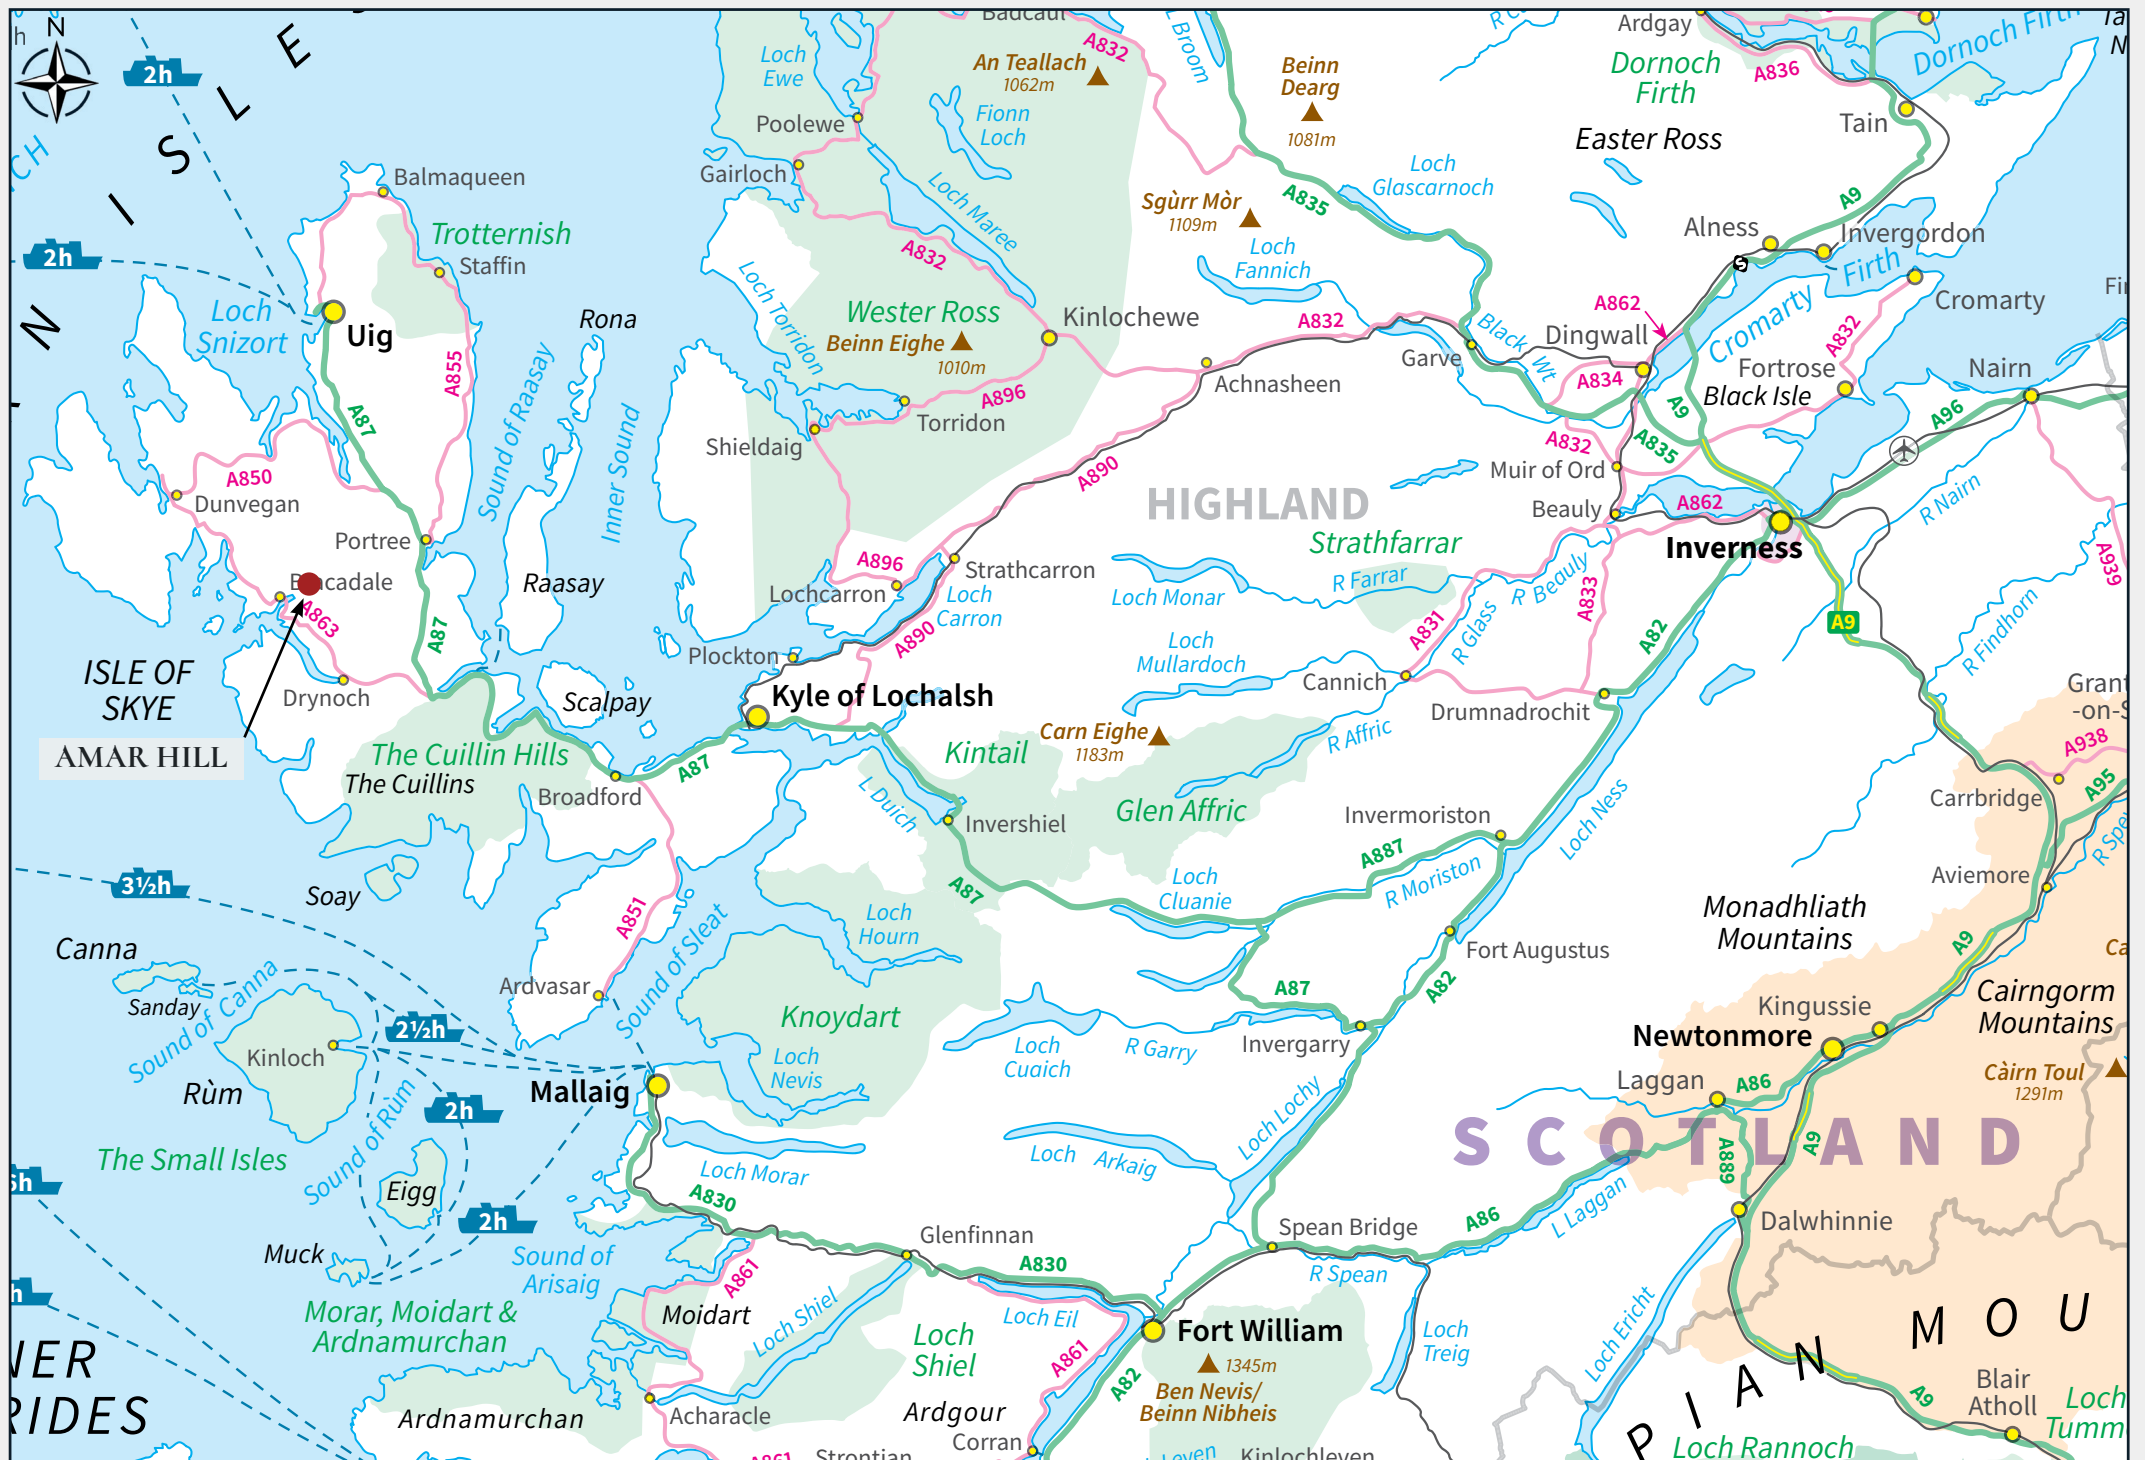 N
2h
2h
3½h
2½h
2h
2h
ISLE
Badcaul
A832
L Broom
Ardgay
A836
Dornoch Firth
Dornoch
Firth
Loch
Ewe
An Teallach
1062m
Beinn
Dearg
1081m
Poolewe
Fionn
Loch
Easter Ross
Tain
Gairloch
Loch Maree
A832
A835
Loch
Glascarnoch
A9
Balmaqueen
Trotternish
Staffin
Sgùrr Mòr
1109m
Loch
Fannich
Alness
Invergordon
Cromarty
Firth
Cromarty
Loch
Snizort
Uig
A855
A87
Rona
Sound of Raasay
Inner Sound
Loch Torridon
Wester Ross
Beinn Eighe
1010m
Kinlochewe
A832
Achnasheen
Garve
Black Wt
A862
Dingwall
A834
A832
Fortrose
Black Isle
Nairn
A9
A835
A96
A896
Torridon
Shieldaig
A850
Dunvegan
Portree
A890
A832
Muir of Ord
Beauly
A862
Inverness
R Nairn
A939
HIGHLAND
Strathfarrar
Raasay
A863
A87
A896
Lochcarron
Strathcarron
Loch
Carron
A890
Loch Monar
R Farrar
R Beauly
A833
A831
R Glass
A82
A9
R Findhorn
ISLE OF
SKYE
Drynoch
AMAR HILL
Scalpay
Plockton
Kyle of Lochalsh
Loch
Mullardoch
Cannich
Drumnadrochit
Carn Eighe
1183m
R Affric
Kintail
Glen Affric
The Cuillin Hills
The Cuillins
Broadford
A87
L Duich
Invershiel
A87
Invermoriston
A887
R Moriston
Loch Ness
A938
A95
Carrbridge
Aviemore
Soay
A851
Loch
Cluanie
Fort Augustus
A82
Monadhliath
Mountains
A9
Canna
Sanday
Sound of Canna
Ardvasar
Sound of Sleat
Loch
Hourn
Knoydart
A87
Invergarry
Loch
Cuaich
R Garry
Kingussie
Newtonmore
Cairngorm
Mountains
Kinloch
Rùm
Mallaig
Loch
Nevis
Loch Lochy
Laggan
A86
A9
A889
Càirn Toul
1291m
SCOTLAND
The Small Isles
Sound of Rùm
Eigg
Loch Morar
Loch Arkaig
A830
Glenfinnan
Spean Bridge
A86
L Laggan
Dalwhinnie
Muck
Sound of
Arisaig
A861
A830
R Spean
Morar, Moidart &
Ardnamurchan
Moidart
Loch Shiel
Loch
Shiel
Loch Eil
A861
Fort William
1345m
Ben Nevis/
Beinn Nibheis
Loch
Treig
Loch Ericht
A82
Ardnamurchan
Acharacle
Ardgour
Corran
A861
Strontian
Kinlochleven
Loch Rannoch
A9
Blair
Atholl